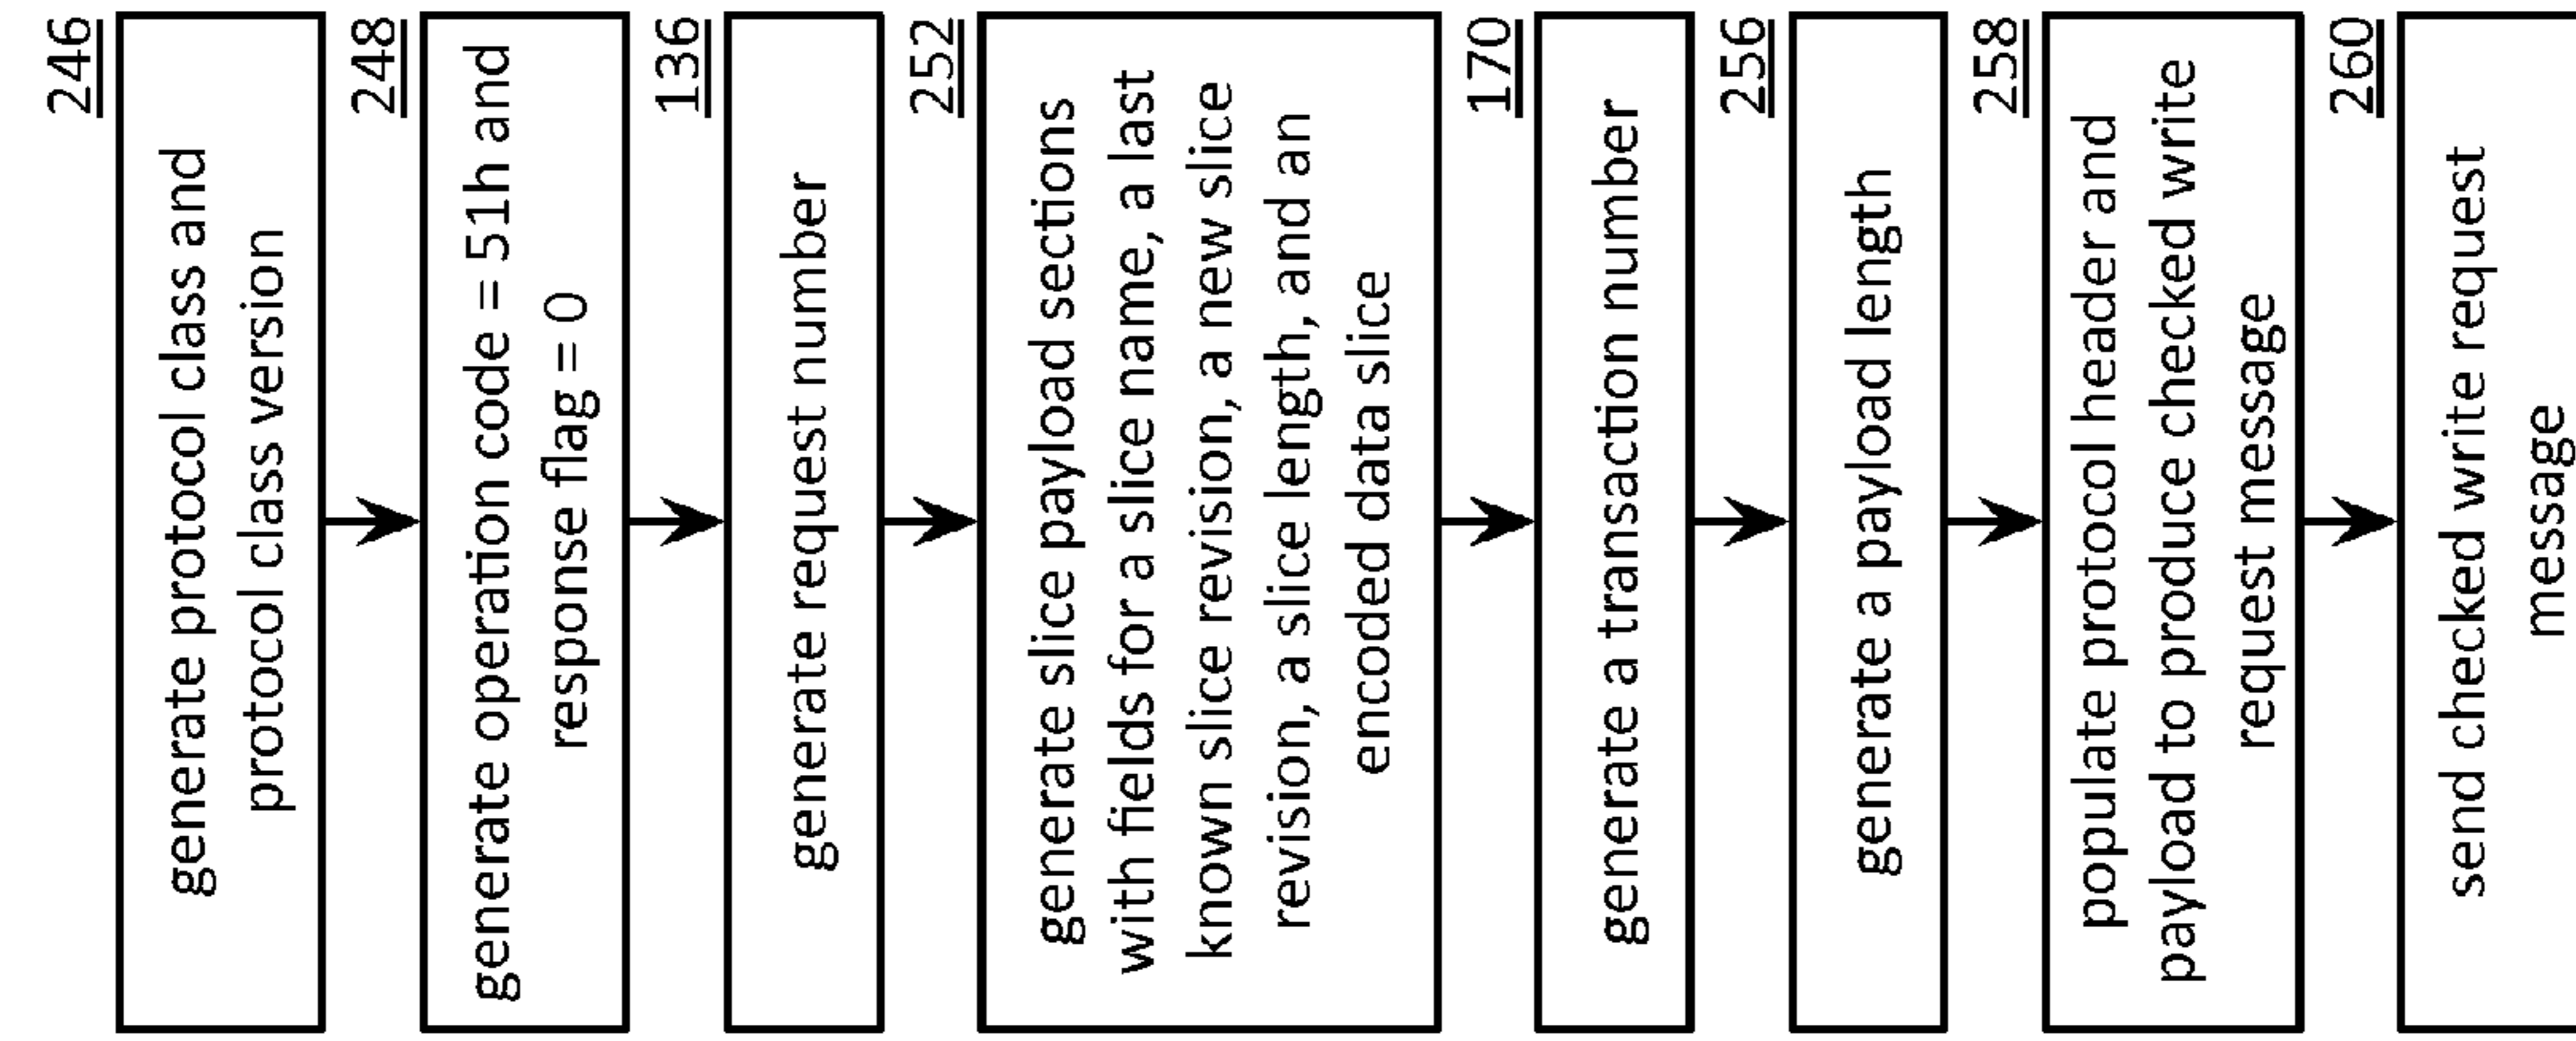 246
generate protocol class and
protocol class version
248
generate operation code = 51h and
response flag = 0
136
generate request number
252
generate slice payload sections
with fields for a slice name, a last
known slice revision, a new slice
revision, a slice length, and an
encoded data slice
170
generate a transaction number
256
generate a payload length
258
populate protocol header and
payload to produce checked write
request message
260
send checked write request
message